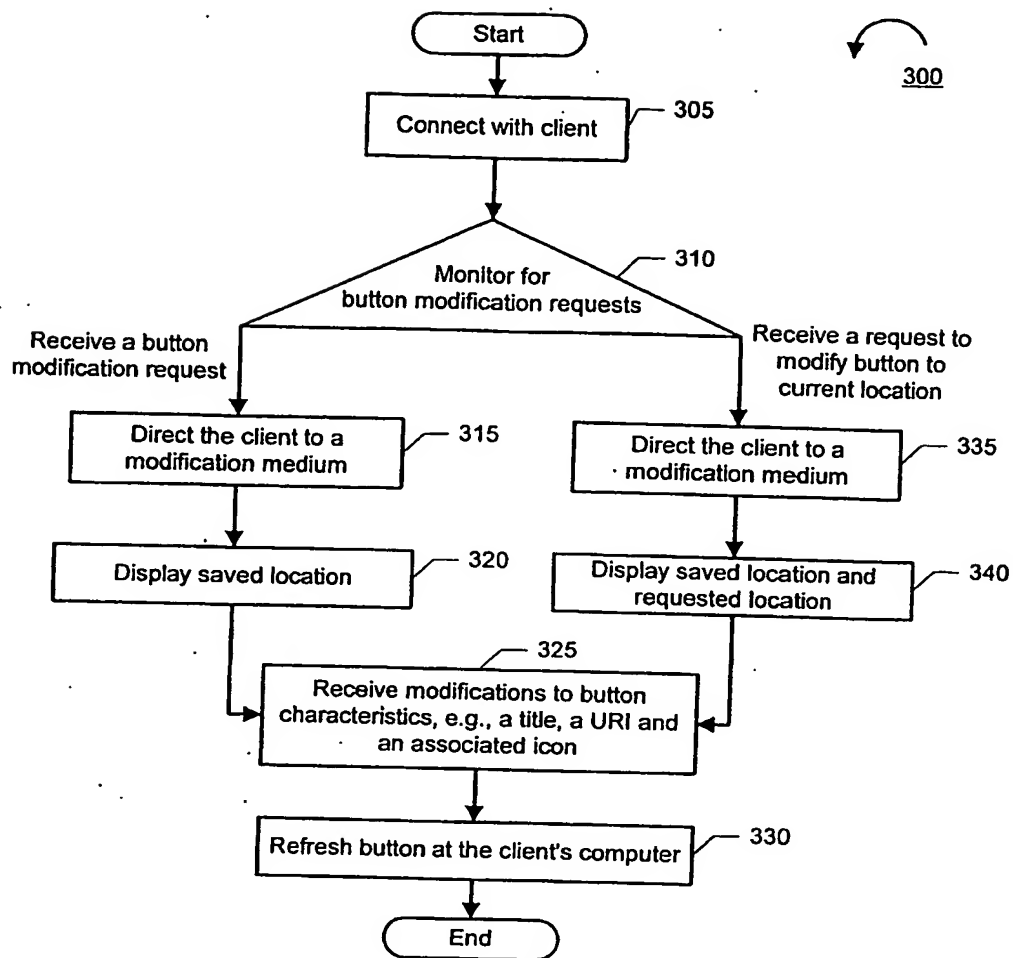 Start
300
Connect with client
305
Monitor for
button modification requests
310
Receive a button
modification request
Receive a request to
modify button to
current location
Direct the client to a
modification medium
315
Direct the client to a
modification medium
335
Display saved location
320
Display saved location and
requested location
340
325
Receive modifications to button
characteristics, e.g., a title, a URI and
an associated icon
Refresh button at the client's computer
330
End